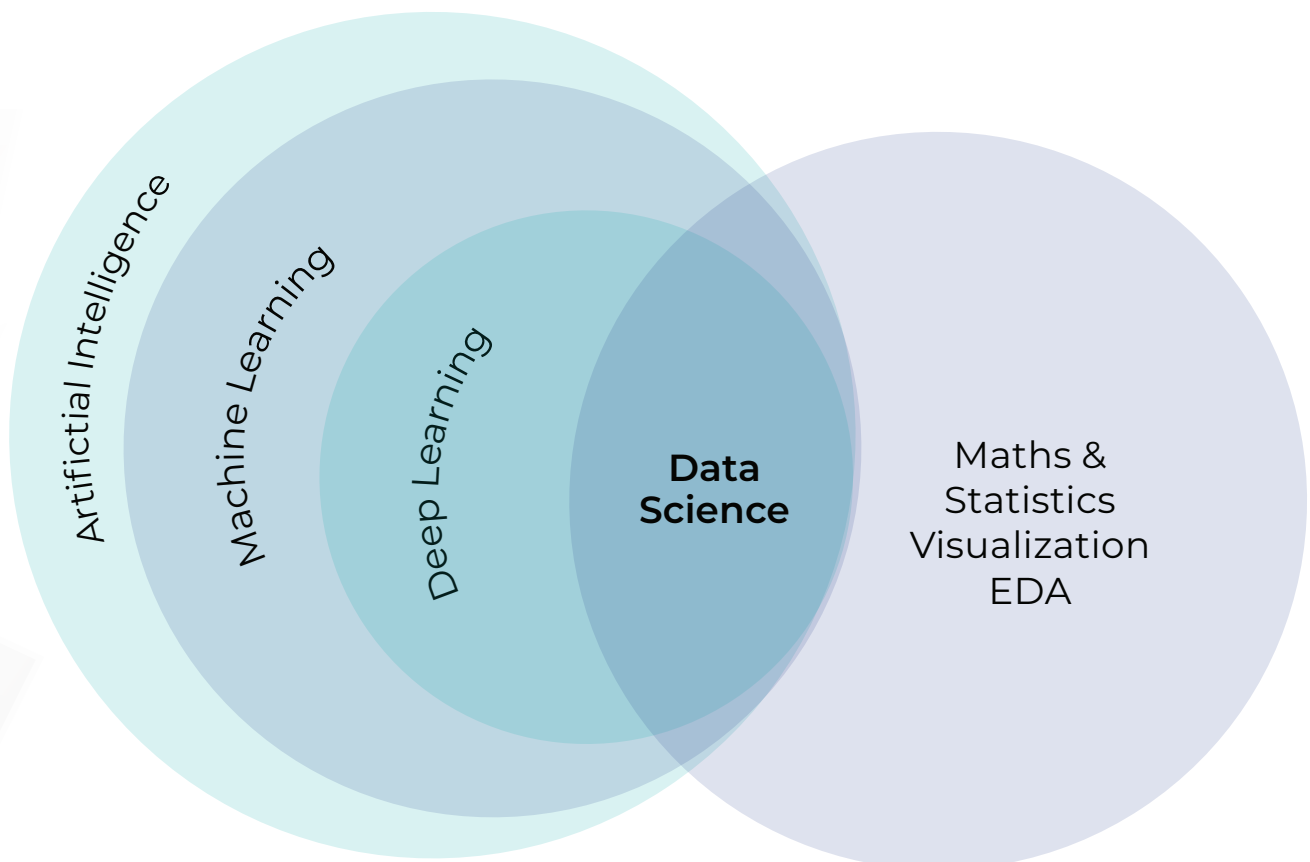 Artifictial Intelligence
Machine Learning
Deep Learning
Data
Science
Maths &
Statistics
Visualization
EDA